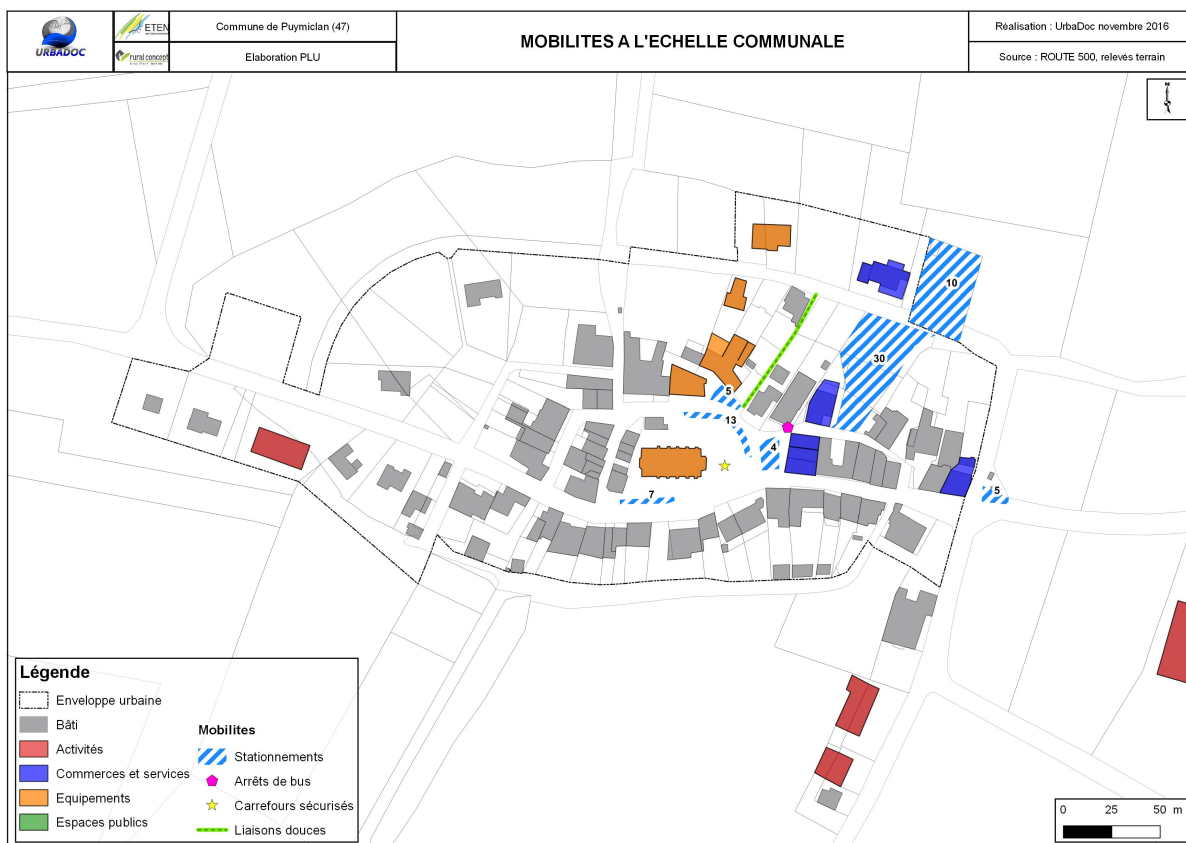 URBADOC
ETEN
rural concept
Commune de Puymiclan (47)
Elaboration PLU
MOBILITES A L'ECHELLE COMMUNALE
Réalisation : UrbaDoc novembre 2016
Source : ROUTE 500, relevés terrain
N
10
30
5
13
4
7
5
Légende
Enveloppe urbaine
Bâti
Activités
Commerces et services
Equipements
Espaces publics
Mobilites
Stationnements
Arrêts de bus
Carrefours sécurisés
Liaisons douces
0 25 50 m